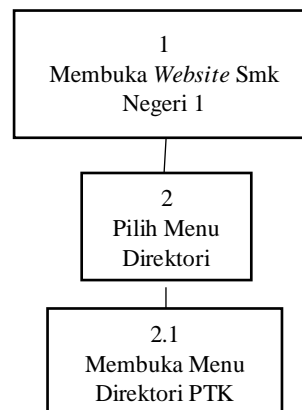 1
Membuka Website Smk
Negeri 1
2
Pilih Menu
Direktori
2.1
Membuka Menu
Direktori PTK